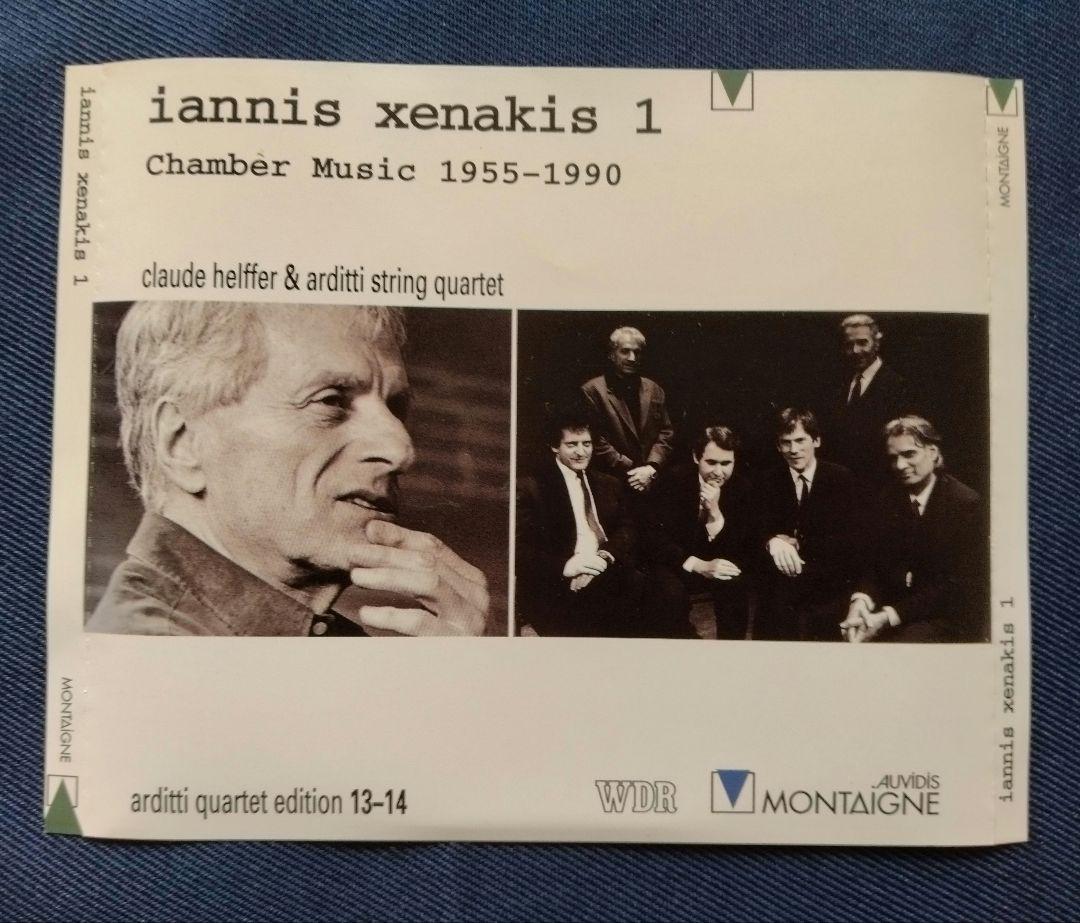 iannis xenakis 1
Chamber Music 1955–1990
claude helffer & arditti string quartet
arditti quartet edition 13–14
WDR
AUVIDIS
MONTAIGNE
iannis xenakis 1
MONTAIGNE
MONTAIGNE
iannis xenakis 1